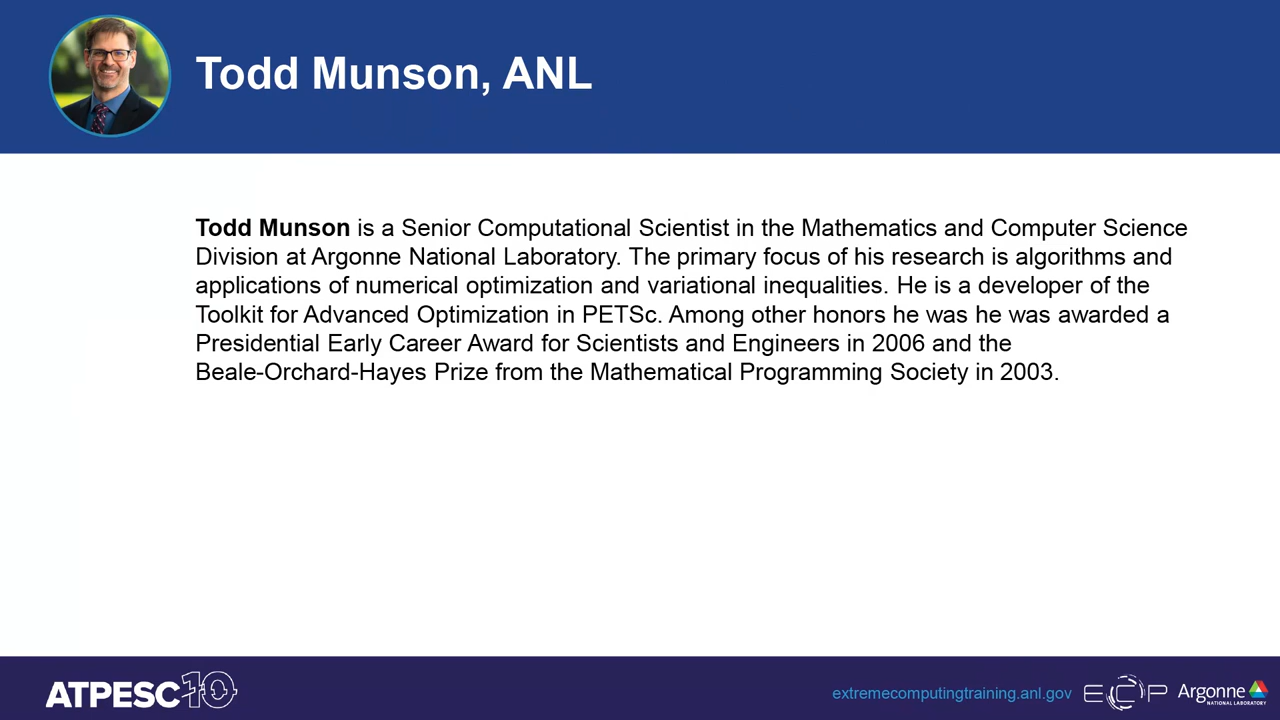 Todd Munson, ANL
Todd Munson is a Senior Computational Scientist in the Mathematics and Computer Science
Division at Argonne National Laboratory. The primary focus of his research is algorithms and
applications of numerical optimization and variational inequalities. He is a developer of the
Toolkit for Advanced Optimization in PETSc. Among other honors he was he was awarded a
Presidential Early Career Award for Scientists and Engineers in 2006 and the
Beale-Orchard-Hayes Prize from the Mathematical Programming Society in 2003.
ATPESC10
extremecomputingtraining.anl.gov
ECP
Argonne
NATIONAL LABORATORY